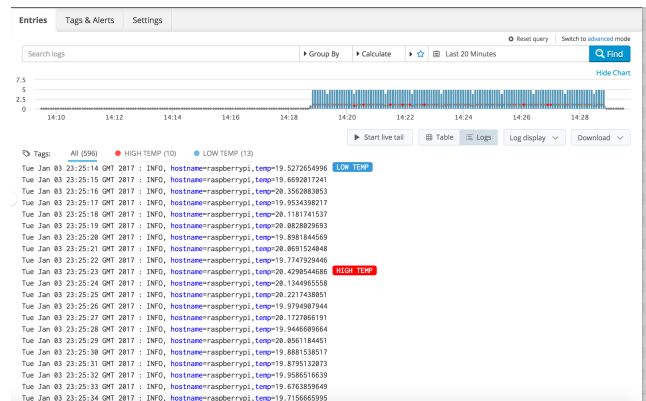 Entries Tags & Alerts Settings
Reset query Switch to advanced mode
Search logs Group By Calculate Last 20 Minutes Find
Hide Chart
7.5
5
2.5
0
14:10 14:12 14:14 14:16 14:18 14:20 14:22 14:24 14:26 14:28
Start live tail Table Logs Log display Download
Tags: All (596) HIGH TEMP (10) LOW TEMP (13)
Tue Jan 03 23:25:14 GMT 2017 : INFO, hostname=raspberrypi,temp=19.5272654996 LOW TEMP
Tue Jan 03 23:25:15 GMT 2017 : INFO, hostname=raspberrypi,temp=19.6692017241
Tue Jan 03 23:25:16 GMT 2017 : INFO, hostname=raspberrypi,temp=20.3562083053
Tue Jan 03 23:25:17 GMT 2017 : INFO, hostname=raspberrypi,temp=19.9534398217
Tue Jan 03 23:25:18 GMT 2017 : INFO, hostname=raspberrypi,temp=20.1181741537
Tue Jan 03 23:25:19 GMT 2017 : INFO, hostname=raspberrypi,temp=20.0828029693
Tue Jan 03 23:25:20 GMT 2017 : INFO, hostname=raspberrypi,temp=19.8981844569
Tue Jan 03 23:25:21 GMT 2017 : INFO, hostname=raspberrypi,temp=20.0691524048
Tue Jan 03 23:25:22 GMT 2017 : INFO, hostname=raspberrypi,temp=19.7747929446
Tue Jan 03 23:25:23 GMT 2017 : INFO, hostname=raspberrypi,temp=20.4290544686 HIGH TEMP
Tue Jan 03 23:25:24 GMT 2017 : INFO, hostname=raspberrypi,temp=20.1344965558
Tue Jan 03 23:25:25 GMT 2017 : INFO, hostname=raspberrypi,temp=20.2217438051
Tue Jan 03 23:25:26 GMT 2017 : INFO, hostname=raspberrypi,temp=19.9794907944
Tue Jan 03 23:25:27 GMT 2017 : INFO, hostname=raspberrypi,temp=20.1727066191
Tue Jan 03 23:25:28 GMT 2017 : INFO, hostname=raspberrypi,temp=19.9446609664
Tue Jan 03 23:25:29 GMT 2017 : INFO, hostname=raspberrypi,temp=20.0561184451
Tue Jan 03 23:25:30 GMT 2017 : INFO, hostname=raspberrypi,temp=19.8881538517
Tue Jan 03 23:25:31 GMT 2017 : INFO, hostname=raspberrypi,temp=19.8795132073
Tue Jan 03 23:25:32 GMT 2017 : INFO, hostname=raspberrypi,temp=19.9586516639
Tue Jan 03 23:25:33 GMT 2017 : INFO, hostname=raspberrypi,temp=19.6763859649
Tue Jan 03 23:25:34 GMT 2017 : INFO, hostname=raspberrypi,temp=19.7156665995